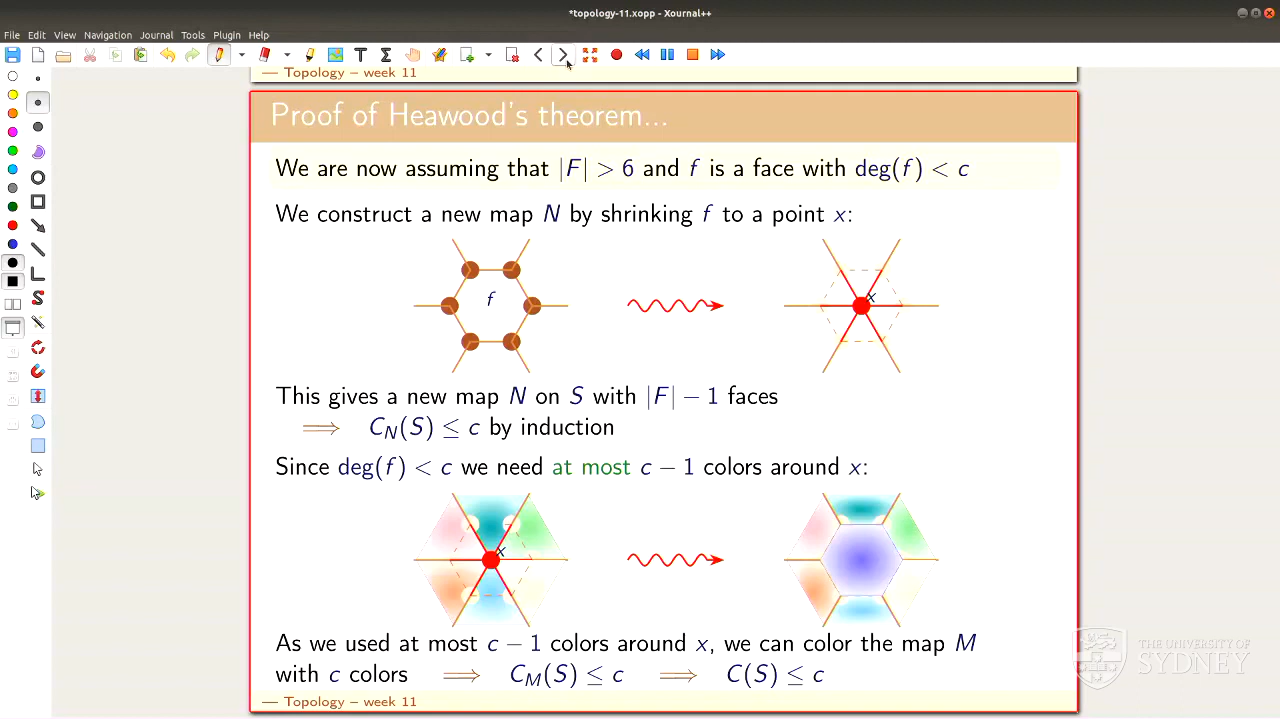 *topology-11.xopp - Xournal++
File Edit View Navigation Journal Tools Plugin Help
— Topology – week 11
Proof of Heawood's theorem...
We are now assuming that |F| > 6 and f is a face with deg(f) < c
We construct a new map N by shrinking f to a point x:
f
x
This gives a new map N on S with |F| − 1 faces
⟹ C_N(S) ≤ c by induction
Since deg(f) < c we need at most c − 1 colors around x:
x
As we used at most c − 1 colors around x, we can color the map M
with c colors ⟹ C_M(S) ≤ c ⟹ C(S) ≤ c
THE UNIVERSITY OF
SYDNEY
— Topology – week 11